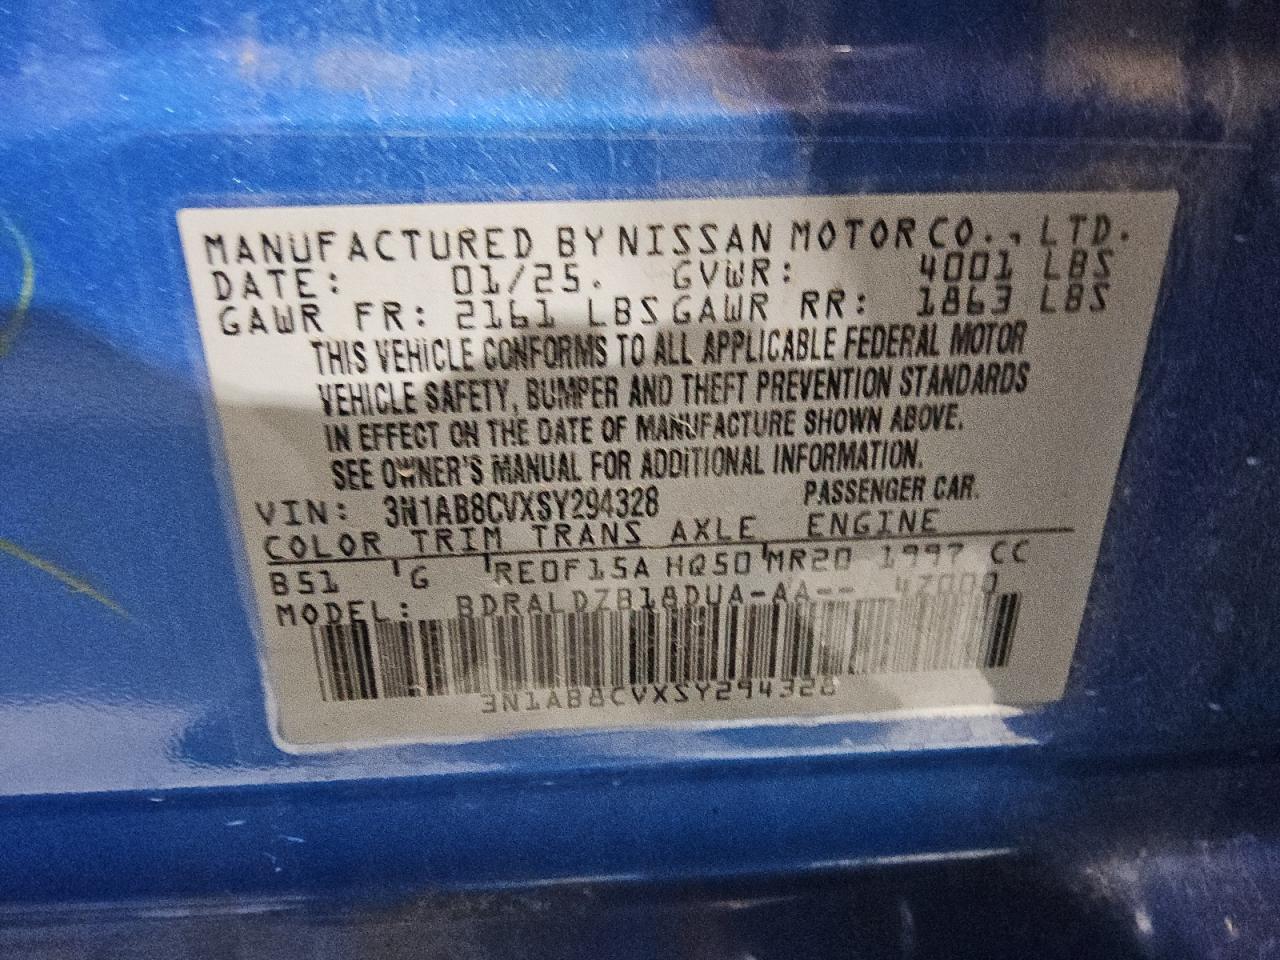 MANUFACTURED BY NISSAN MOTOR CO., LTD.
DATE: 01/25. GVWR: 4001 LBS
GAWR FR: 2161 LBS GAWR RR: 1863 LBS
THIS VEHICLE CONFORMS TO ALL APPLICABLE FEDERAL MOTOR
VEHICLE SAFETY, BUMPER AND THEFT PREVENTION STANDARDS
IN EFFECT ON THE DATE OF MANUFACTURE SHOWN ABOVE.
SEE OWNER'S MANUAL FOR ADDITIONAL INFORMATION.
VIN: 3N1AB8CVXSY294328 PASSENGER CAR.
COLOR TRIM TRANS AXLE ENGINE
B51 G RE0F15A HQ50 MR20 1997 CC
MODEL: BDRALDZB18DUA-AA-- 4Z000
3N1AB8CVXSY294328